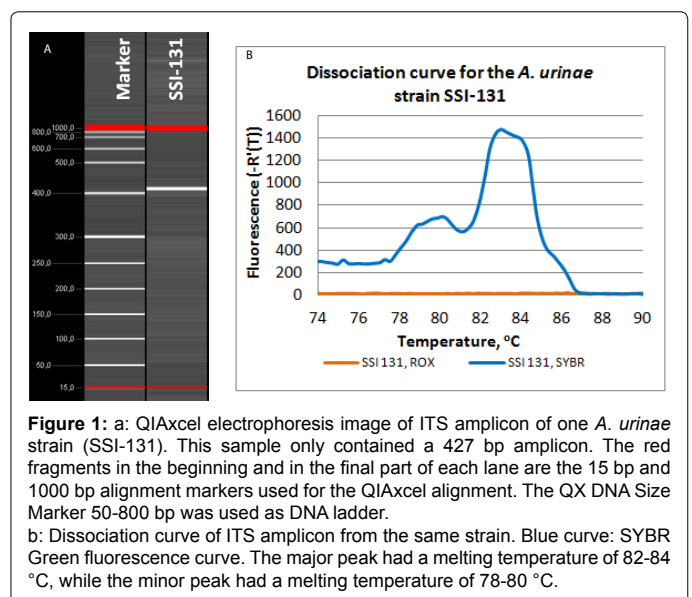 A
Marker
SSI-131
1000,0
800,0
700,0
600,0
500,0
400,0
300,0
250,0
200,0
150,0
100,0
50,0
15,0
B
Dissociation curve for the A. urinae
strain SSI-131
Fluorescence (-R'(T))
1600
1400
1200
1000
800
600
400
200
0
74 76 78 80 82 84 86 88 90
Temperature, °C
SSI 131, ROX
SSI 131, SYBR
Figure 1: a: QIAxcel electrophoresis image of ITS amplicon of one A. urinae
strain (SSI-131). This sample only contained a 427 bp amplicon. The red
fragments in the beginning and in the final part of each lane are the 15 bp and
1000 bp alignment markers used for the QIAxcel alignment. The QX DNA Size
Marker 50-800 bp was used as DNA ladder.
b: Dissociation curve of ITS amplicon from the same strain. Blue curve: SYBR
Green fluorescence curve. The major peak had a melting temperature of 82-84
°C, while the minor peak had a melting temperature of 78-80 °C.